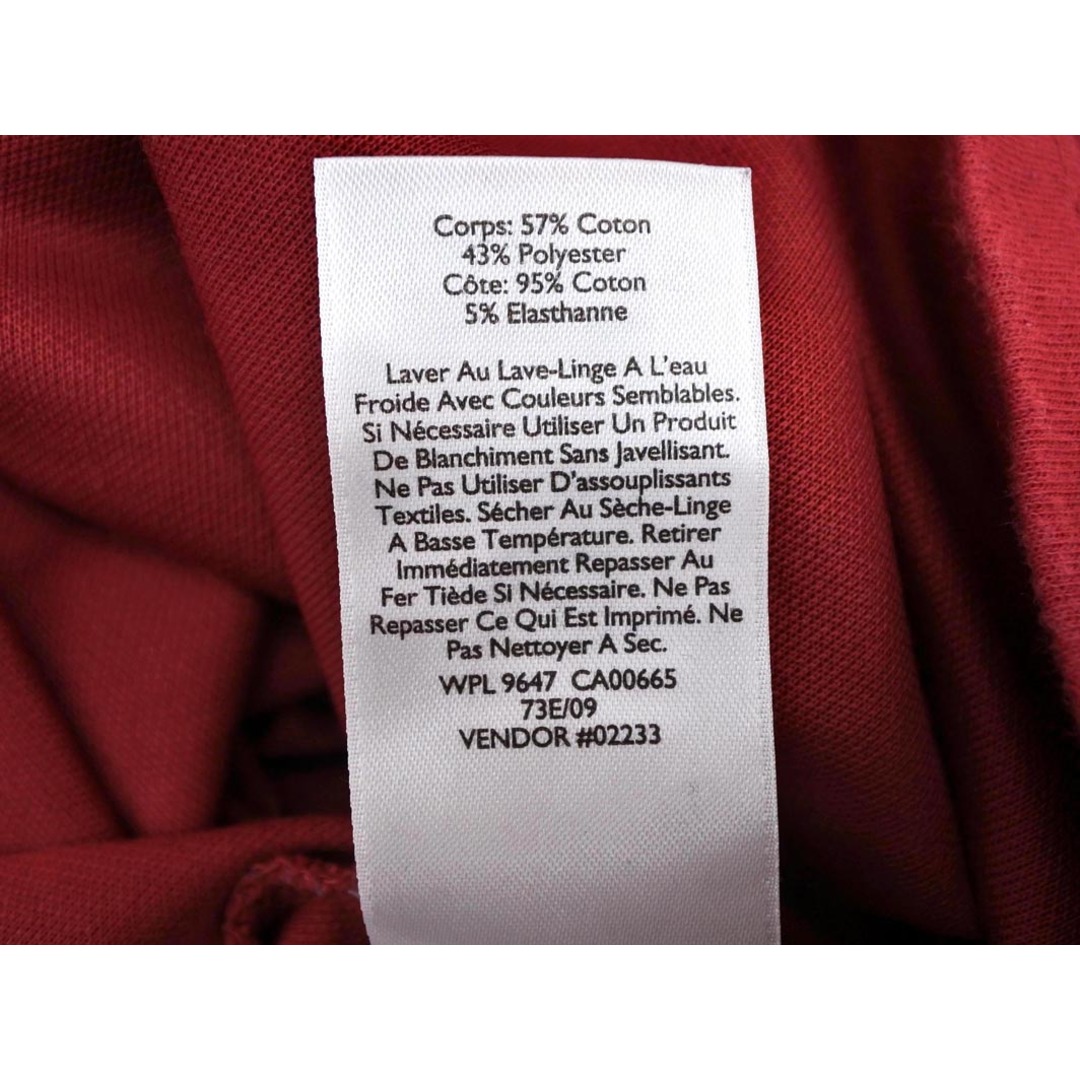 Corps: 57% Coton
43% Polyester
Côte: 95% Coton
5% Elasthanne
Laver Au Lave-Linge A L'eau
Froide Avec Couleurs Semblables.
Si Nécessaire Utiliser Un Produit
De Blanchiment Sans Javellisant.
Ne Pas Utiliser D'assouplissants
Textiles. Sécher Au Sèche-Linge
A Basse Température. Retirer
Immédiatement Repasser Au
Fer Tiède Si Nécessaire. Ne Pas
Repasser Ce Qui Est Imprimé. Ne
Pas Nettoyer A Sec.
WPL 9647 CA00665
73E/09
VENDOR #02233